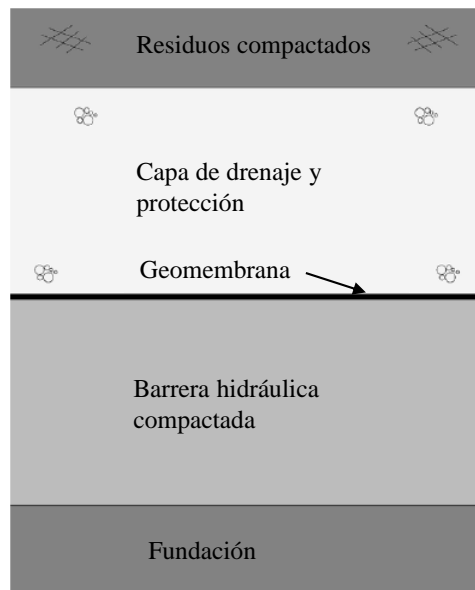 Residuos compactados
Capa de drenaje y
protección
Geomembrana
Barrera hidráulica
compactada
Fundación